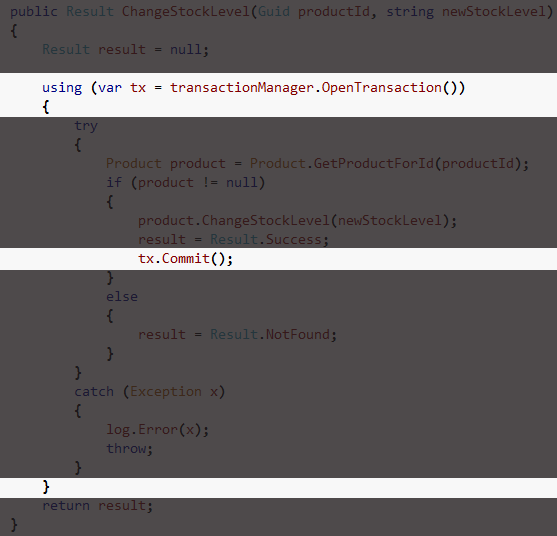 public Result ChangeStockLevel(Guid productId, string newStockLevel)
{
    Result result = null;
    using (var tx = transactionManager.OpenTransaction())
    {
        try
        {
            Product product = Product.GetProductForId(productId);
            if (product != null)
            {
                product.ChangeStockLevel(newStockLevel);
                result = Result.Success;
                tx.Commit();
            }
            else
            {
                result = Result.NotFound;
            }
        }
        catch (Exception x)
        {
            log.Error(x);
            throw;
        }
    }
    return result;
}